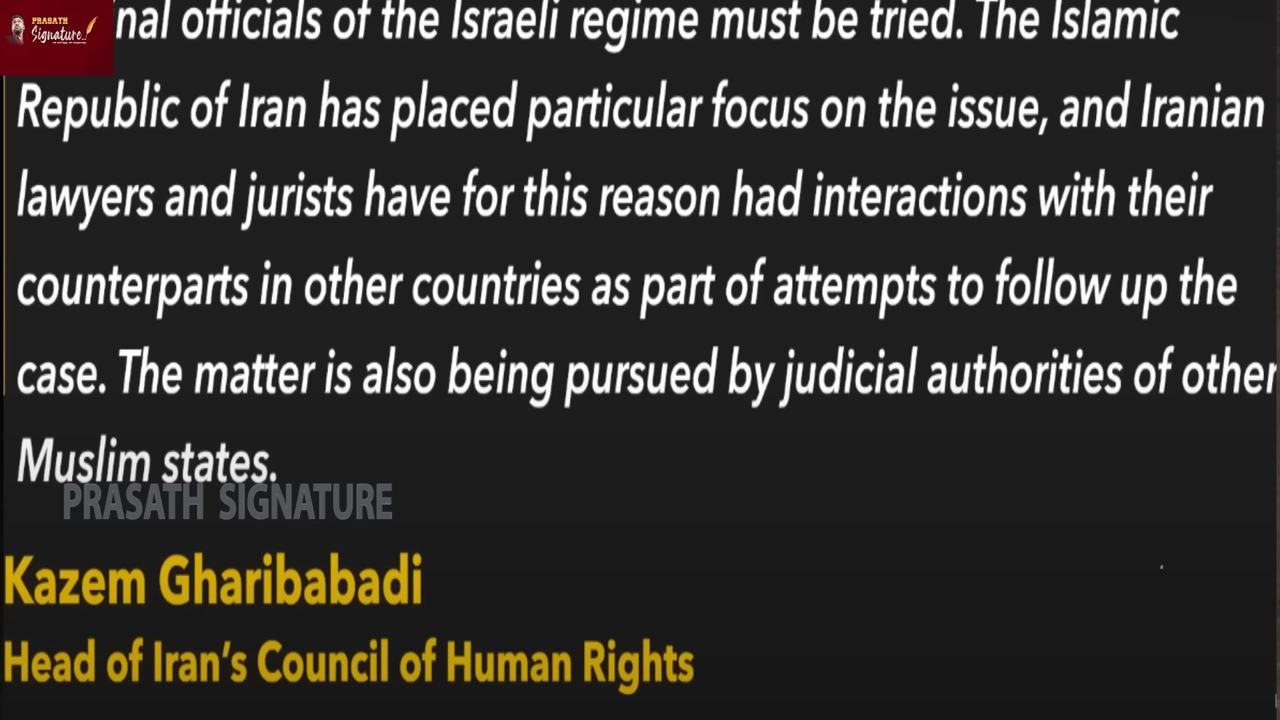 PRASATH
Signature
officials of the Israeli regime must be tried. The Islamic
Republic of Iran has placed particular focus on the issue, and Iranian
lawyers and jurists have for this reason had interactions with their
counterparts in other countries as part of attempts to follow up the
case. The matter is also being pursued by judicial authorities of other
Muslim states.
PRASATH SIGNATURE
Kazem Gharibabadi
Head of Iran's Council of Human Rights